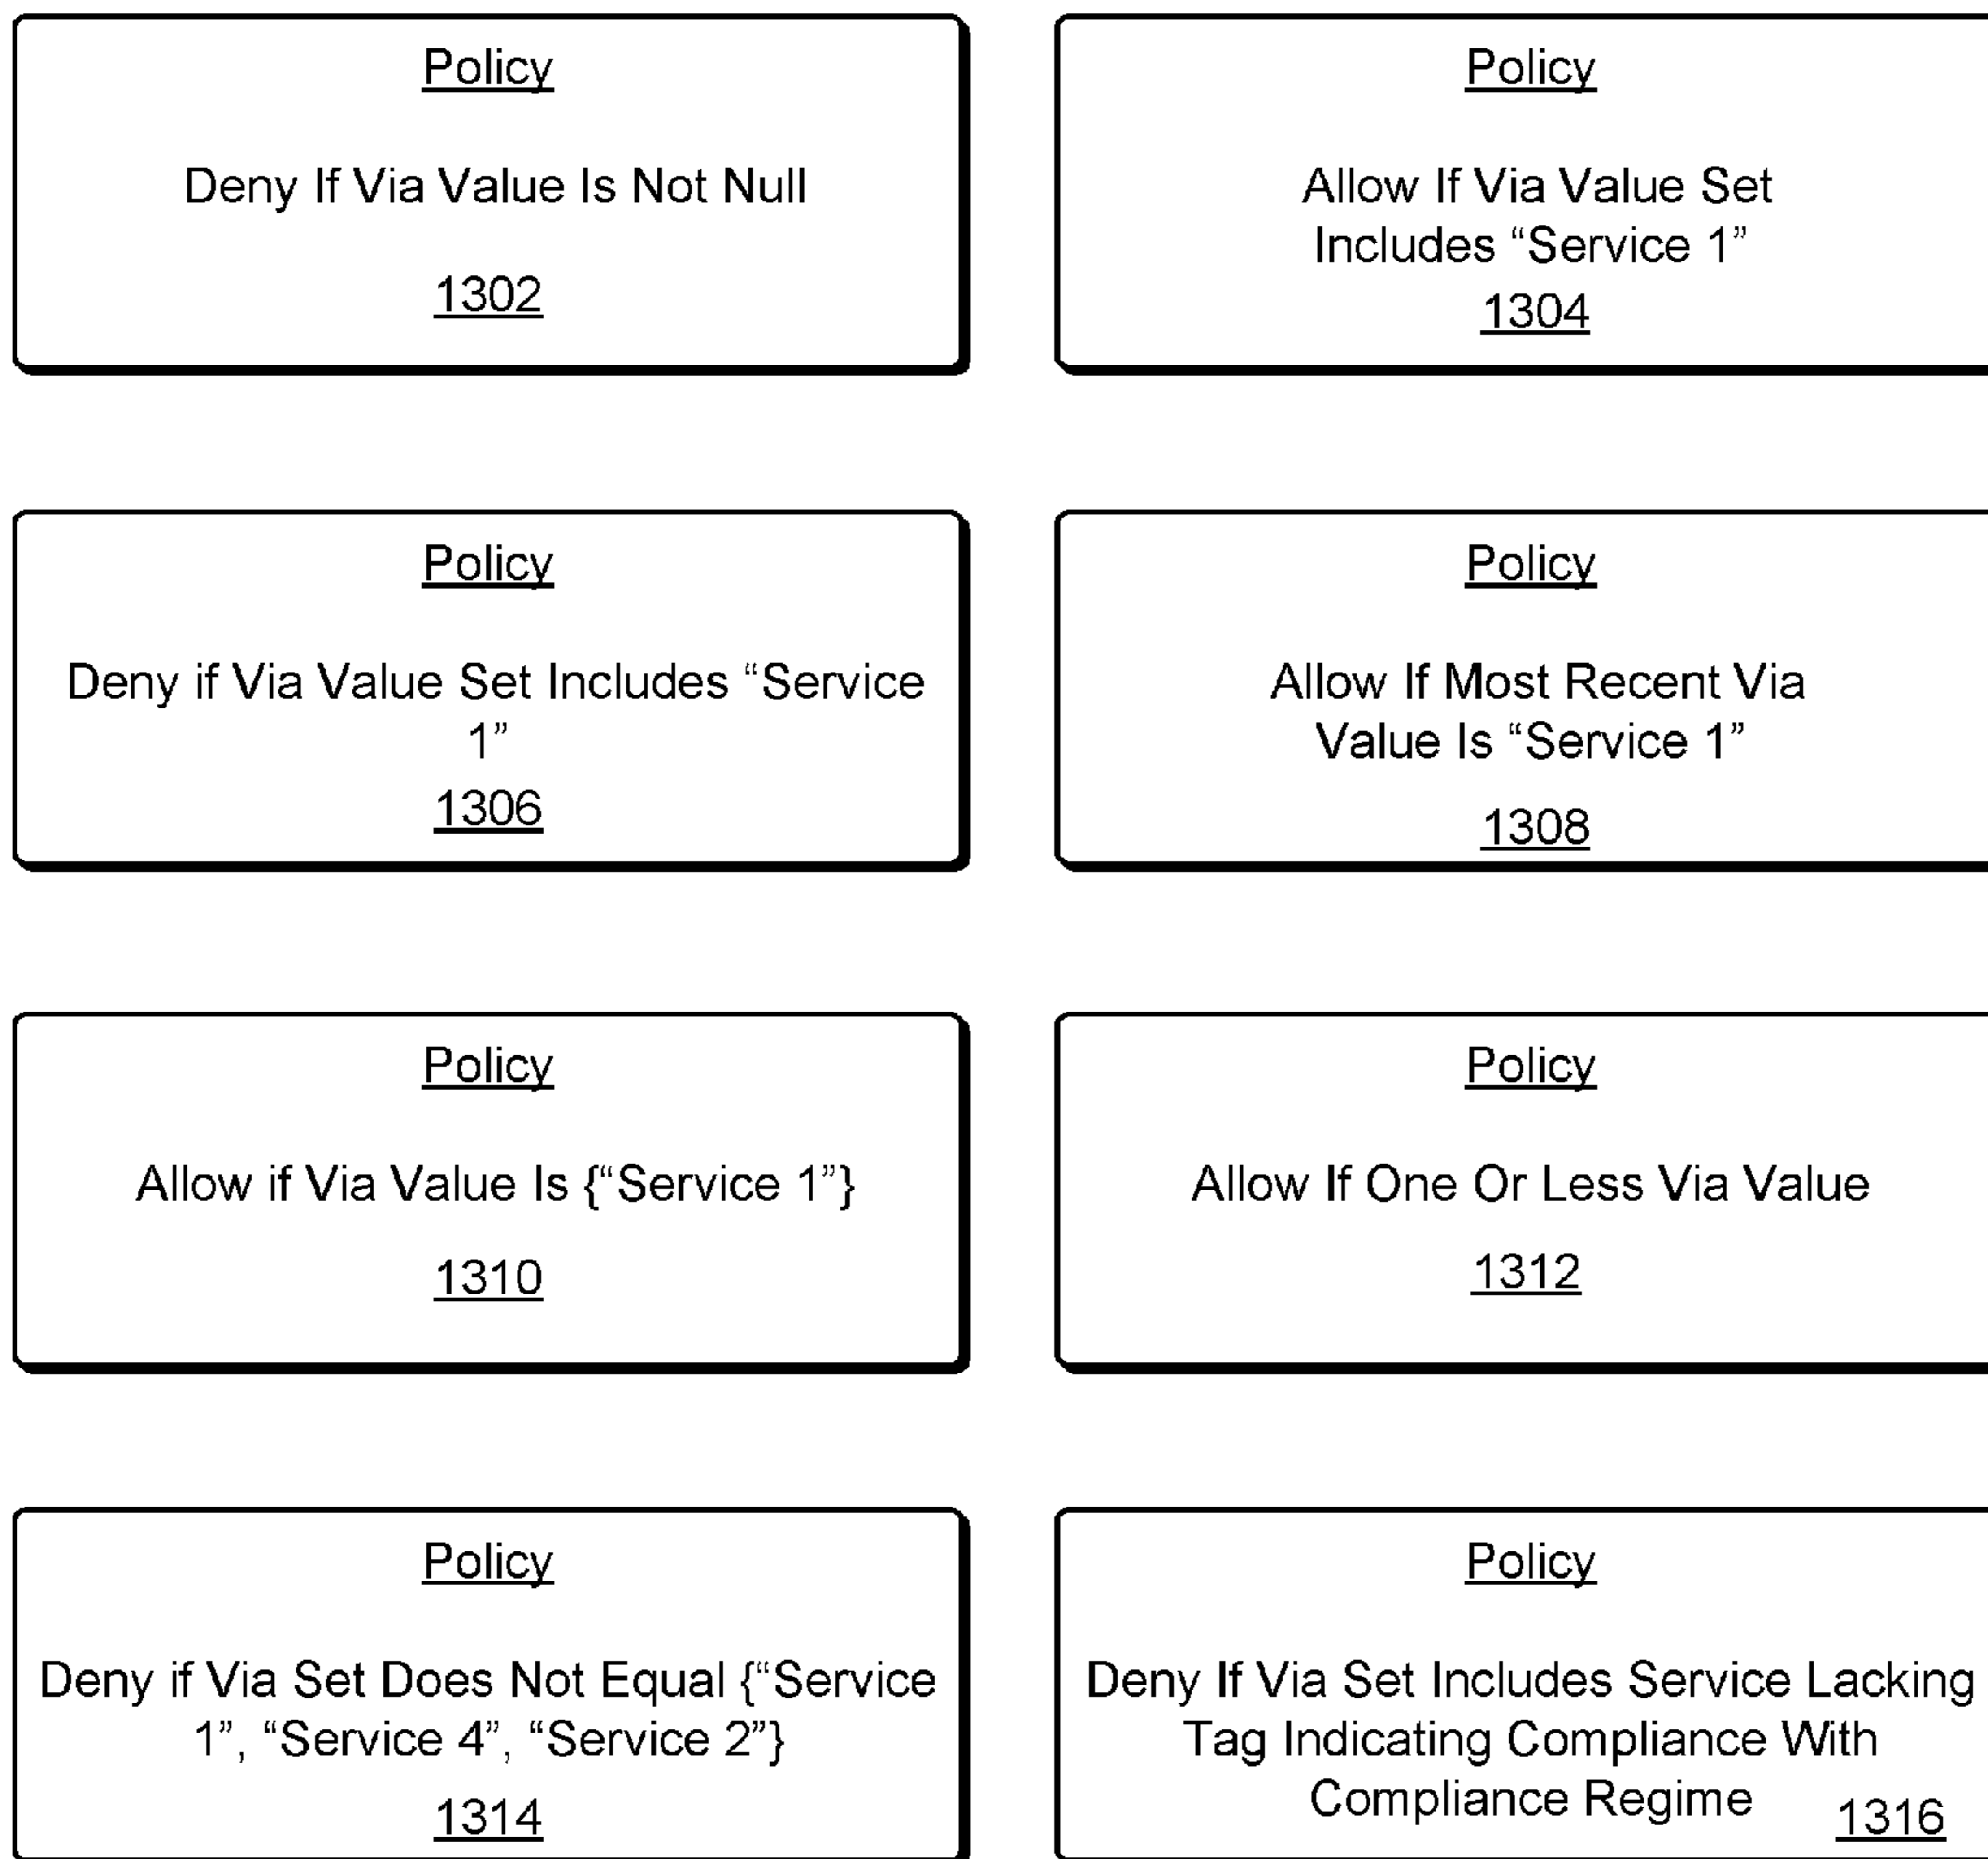 Policy
Deny If Via Value Is Not Null
1302
Policy
Allow If Via Value Set
Includes “Service 1”
1304
Policy
Deny if Via Value Set Includes “Service
1”
1306
Policy
Allow If Most Recent Via
Value Is “Service 1”
1308
Policy
Allow if Via Value Is {“Service 1”}
1310
Policy
Allow If One Or Less Via Value
1312
Policy
Deny if Via Set Does Not Equal {“Service
1”, “Service 4”, “Service 2”}
1314
Policy
Deny If Via Set Includes Service Lacking
Tag Indicating Compliance With
Compliance Regime 1316